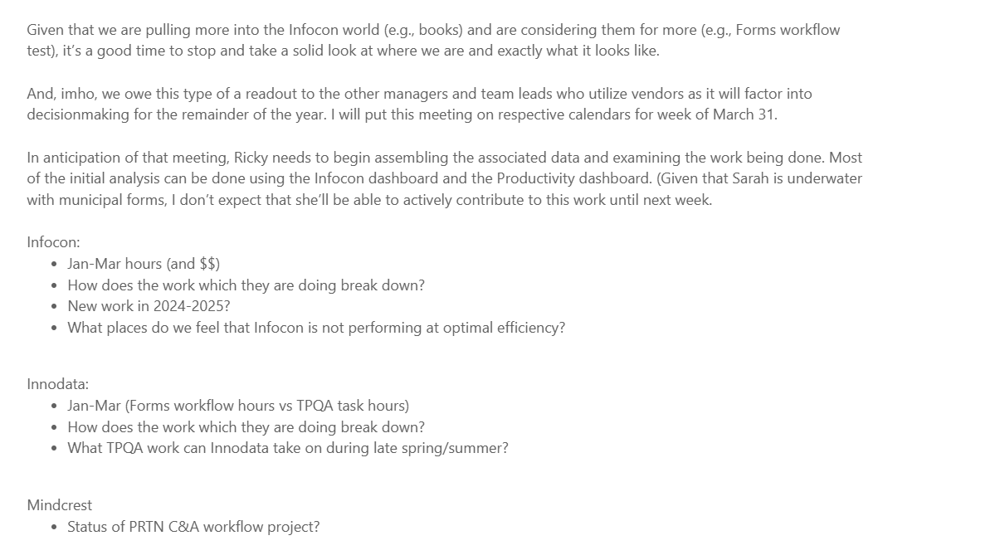 Given that we are pulling more into the Infocon world (e.g., books) and are considering them for more (e.g., Forms workflow
test), it’s a good time to stop and take a solid look at where we are and exactly what it looks like.
And, imho, we owe this type of a readout to the other managers and team leads who utilize vendors as it will factor into
decisionmaking for the remainder of the year. I will put this meeting on respective calendars for week of March 31.
In anticipation of that meeting, Ricky needs to begin assembling the associated data and examining the work being done. Most
of the initial analysis can be done using the Infocon dashboard and the Productivity dashboard. (Given that Sarah is underwater
with municipal forms, I don’t expect that she’ll be able to actively contribute to this work until next week.
Infocon:
• Jan-Mar hours (and $$)
• How does the work which they are doing break down?
• New work in 2024-2025?
• What places do we feel that Infocon is not performing at optimal efficiency?
Innodata:
• Jan-Mar (Forms workflow hours vs TPQA task hours)
• How does the work which they are doing break down?
• What TPQA work can Innodata take on during late spring/summer?
Mindcrest
• Status of PRTN C&A workflow project?